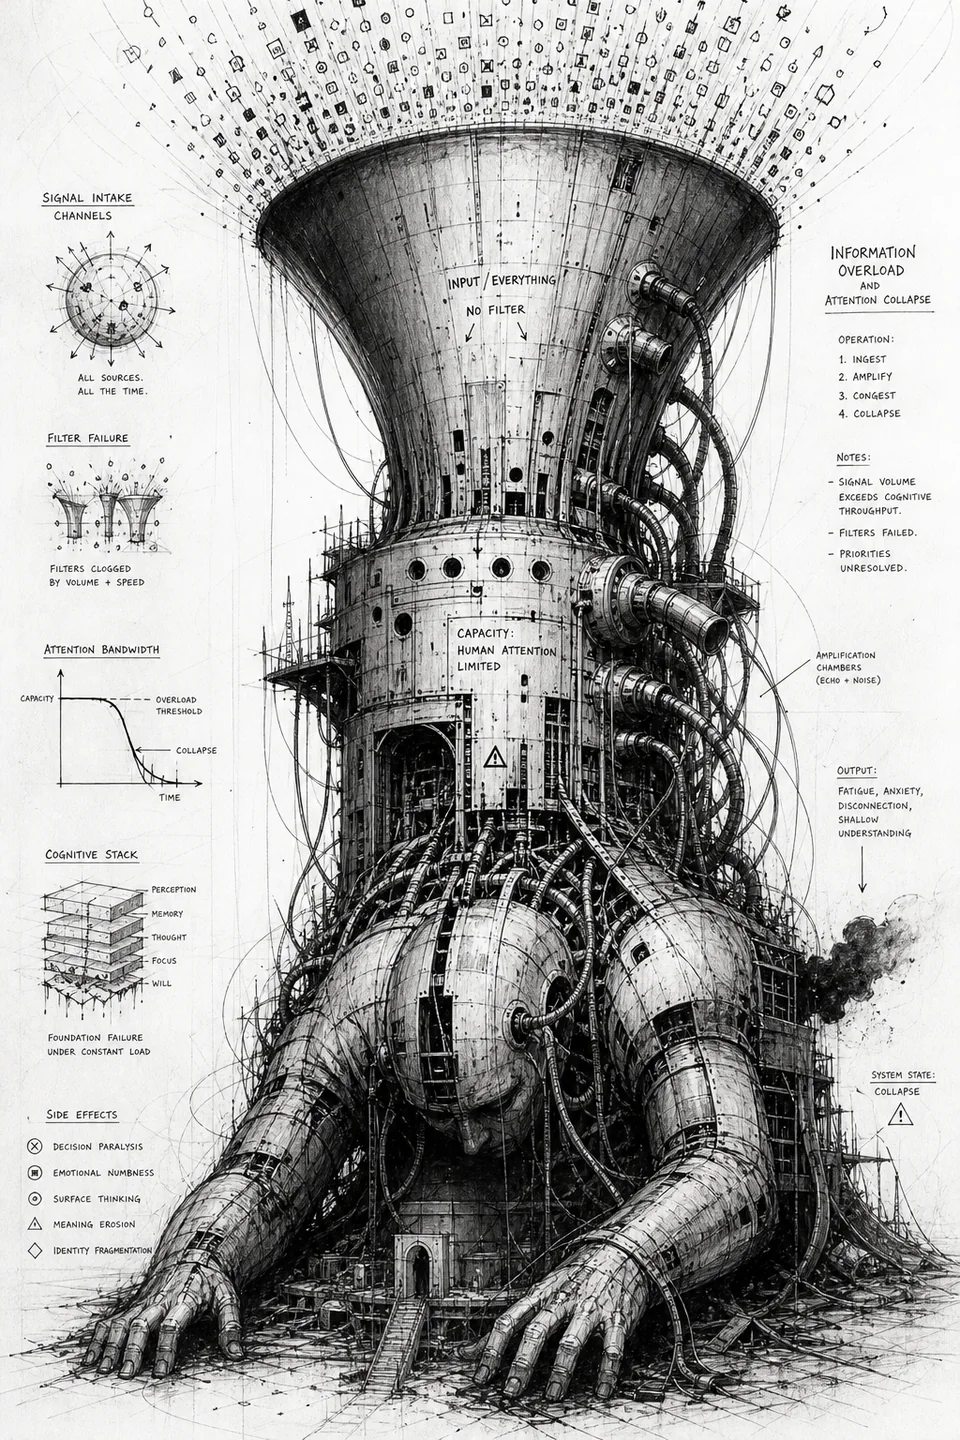 SIGNAL INTAKE
CHANNELS
ALL SOURCES.
ALL THE TIME.
FILTER FAILURE
FILTERS CLOGGED
BY VOLUME + SPEED
ATTENTION BANDWIDTH
CAPACITY
OVERLOAD
THRESHOLD
COLLAPSE
TIME
COGNITIVE STACK
PERCEPTION
MEMORY
THOUGHT
FOCUS
WILL
FOUNDATION FAILURE
UNDER CONSTANT LOAD
SIDE EFFECTS
DECISION PARALYSIS
EMOTIONAL NUMBNESS
SURFACE THINKING
MEANING EROSION
IDENTITY FRAGMENTATION
INPUT / EVERYTHING
NO FILTER
CAPACITY:
HUMAN ATTENTION
LIMITED
INFORMATION
OVERLOAD
AND
ATTENTION COLLAPSE
OPERATION:
1. INGEST
2. AMPLIFY
3. CONGEST
4. COLLAPSE
NOTES:
- SIGNAL VOLUME
EXCEEDS COGNITIVE
THROUGHPUT.
- FILTERS FAILED.
- PRIORITIES
UNRESOLVED.
AMPLIFICATION
CHAMBERS
(ECHO + NOISE)
OUTPUT:
FATIGUE, ANXIETY,
DISCONNECTION,
SHALLOW
UNDERSTANDING
SYSTEM STATE:
COLLAPSE